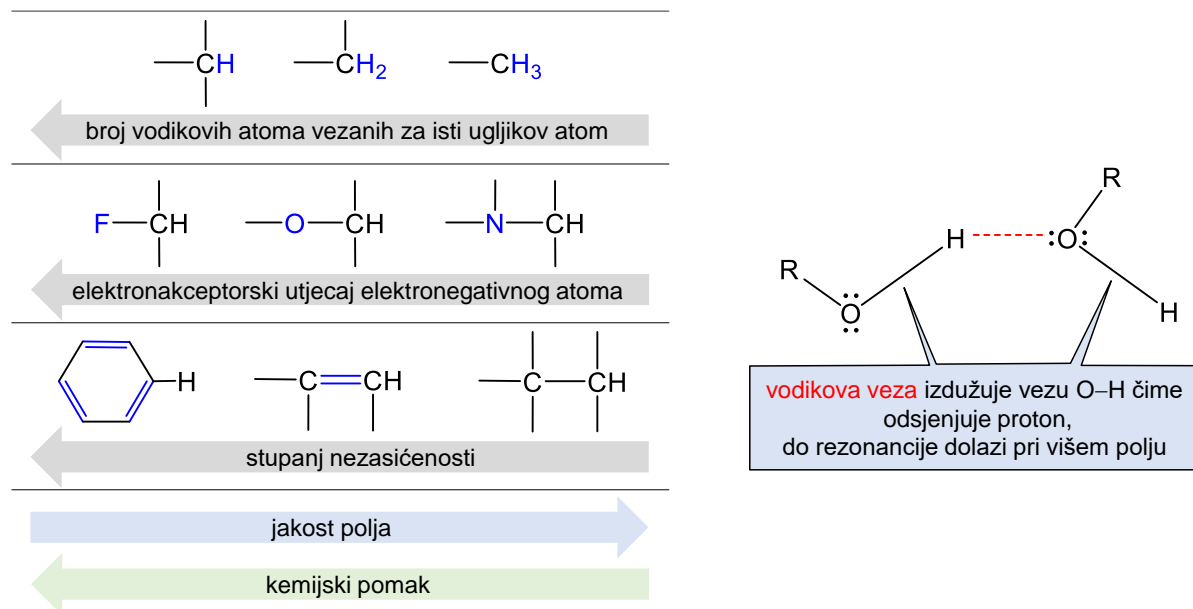 CH CH₂ CH₃
broj vodikovih atoma vezanih za isti ugljikov atom
F CH O CH N CH
elektronakceptorski utjecaj elektronegativnog atoma
H C CH C CH
stupanj nezasićenosti
jakost polja
kemijski pomak
R
H O
R
O H
vodikova veza izdužuje vezu O–H čime
odsjenjuje proton,
do rezonancije dolazi pri višem polju